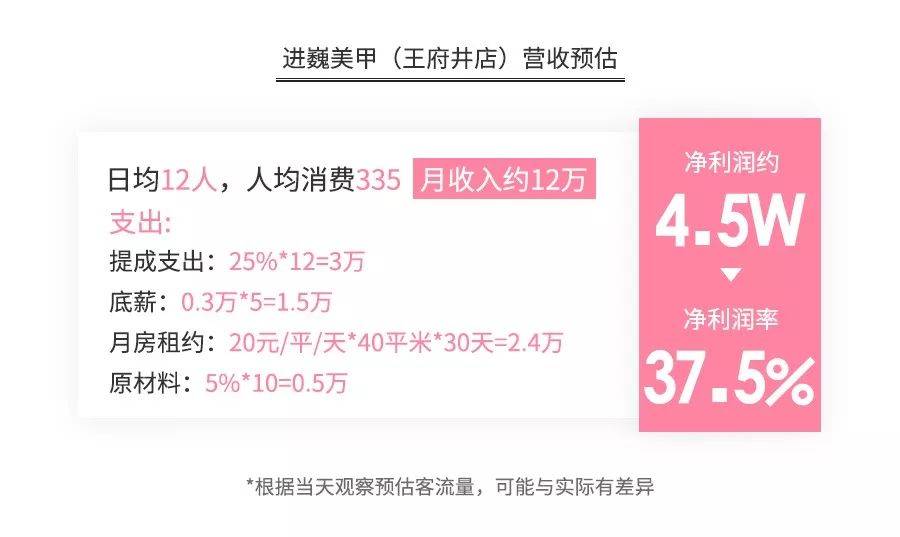 进巍美甲（王府井店）营收预估
日均12人，人均消费335 月收入约12万
支出:
提成支出：25%*12=3万
底薪：0.3万*5=1.5万
月房租约：20元/平/天*40平米*30天=2.4万
原材料：5%*10=0.5万
净利润约
4.5W
净利润率
37.5%
*根据当天观察预估客流量，可能与实际有差异